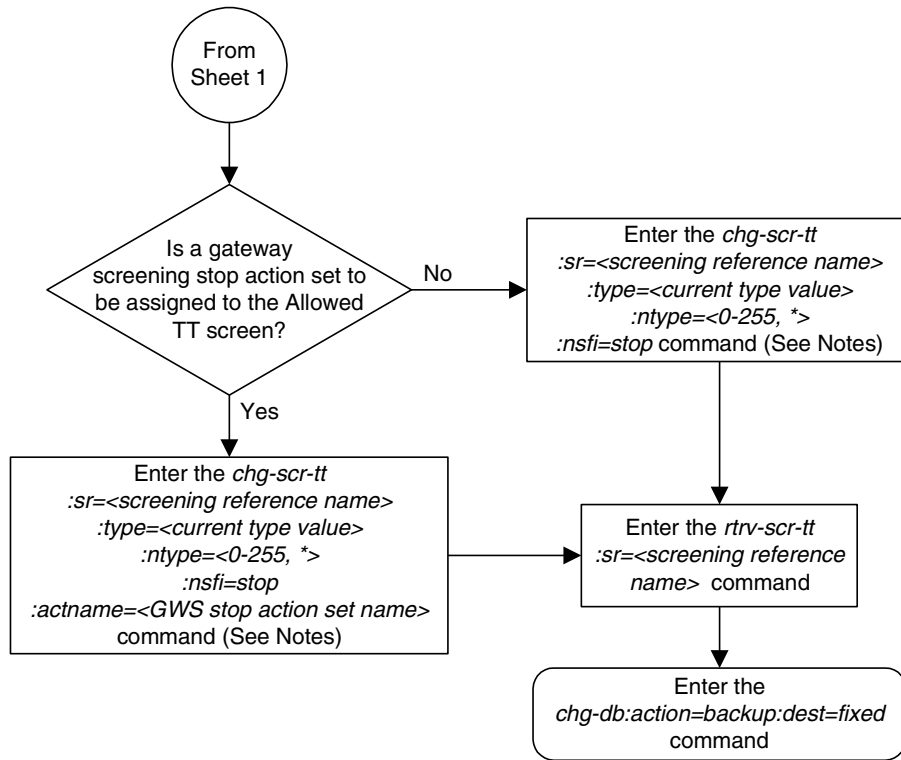 From
Sheet 1
Is a gateway
screening stop action set to
be assigned to the Allowed
TT screen?
No
Enter the chg-scr-tt
:sr=<screening reference name>
:type=<current type value>
:ntype=<0-255, *>
:nsfi=stop command (See Notes)
Yes
Enter the chg-scr-tt
:sr=<screening reference name>
:type=<current type value>
:ntype=<0-255, *>
:nsfi=stop
:actname=<GWS stop action set name>
command (See Notes)
Enter the rtrv-scr-tt
:sr=<screening reference
name> command
Enter the
chg-db:action=backup:dest=fixed
command